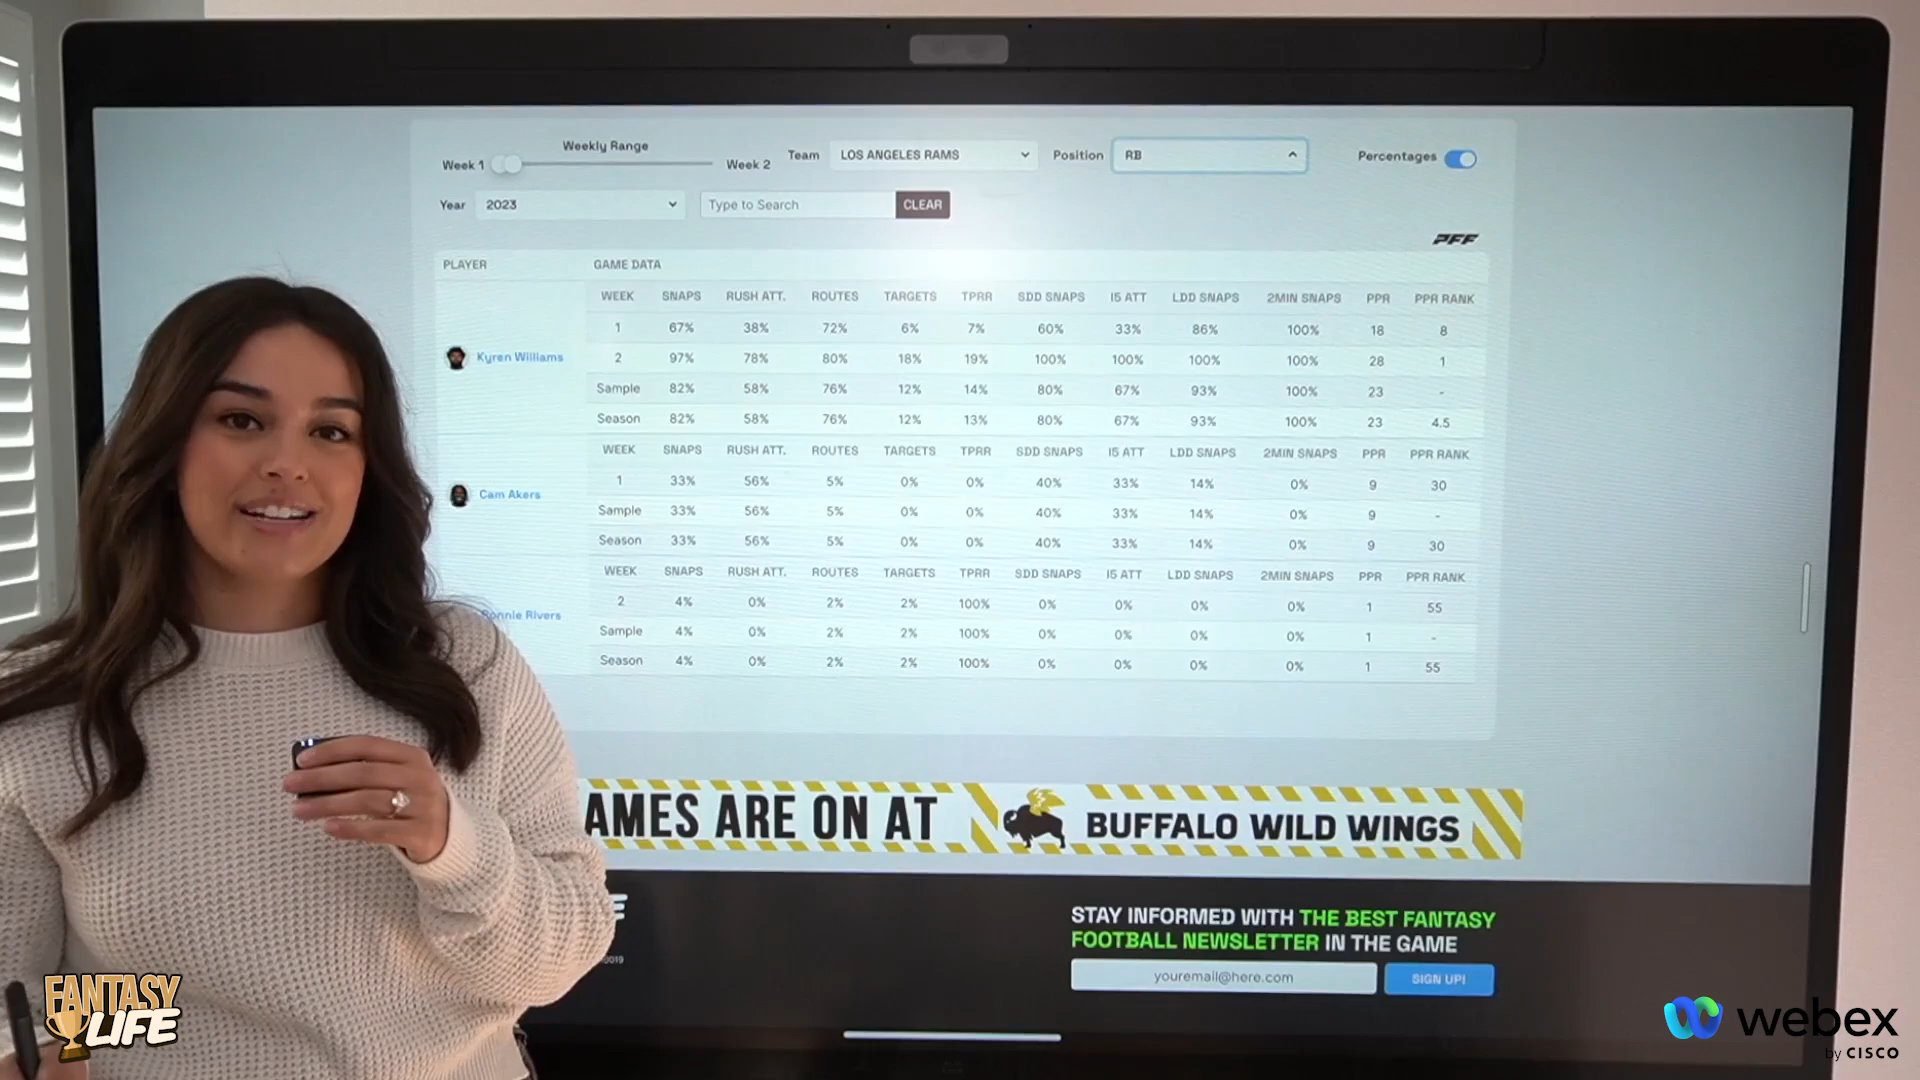 Weekly Range
Week 1 Week 2 Team LOS ANGELES RAMS Position RB Percentages
Year 2023 Type to Search CLEAR
PFF
PLAYER GAME DATA
WEEK SNAPS RUSH ATT. ROUTES TARGETS TPRR SDD SNAPS I5 ATT LDD SNAPS 2MIN SNAPS PPR PPR RANK
1 67% 38% 72% 6% 7% 60% 33% 86% 100% 18 8
Kyren Williams
2 97% 78% 80% 18% 19% 100% 100% 100% 100% 28 1
Sample 82% 58% 76% 12% 14% 80% 67% 93% 100% 23 -
Season 82% 58% 76% 12% 13% 80% 67% 93% 100% 23 4.5
WEEK SNAPS RUSH ATT. ROUTES TARGETS TPRR SDD SNAPS I5 ATT LDD SNAPS 2MIN SNAPS PPR PPR RANK
1 33% 56% 5% 0% 0% 40% 33% 14% 0% 9 30
Cam Akers
Sample 33% 56% 5% 0% 0% 40% 33% 14% 0% 9 -
Season 33% 56% 5% 0% 0% 40% 33% 14% 0% 9 30
WEEK SNAPS RUSH ATT. ROUTES TARGETS TPRR SDD SNAPS I5 ATT LDD SNAPS 2MIN SNAPS PPR PPR RANK
2 4% 0% 2% 2% 100% 0% 0% 0% 0% 1 55
Ronnie Rivers
Sample 4% 0% 2% 2% 100% 0% 0% 0% 0% 1 -
Season 4% 0% 2% 2% 100% 0% 0% 0% 0% 1 55
AMES ARE ON AT BUFFALO WILD WINGS
STAY INFORMED WITH THE BEST FANTASY
FOOTBALL NEWSLETTER IN THE GAME
youremail@here.com SIGN UP!
FANTASY
LIFE
webex
by CISCO